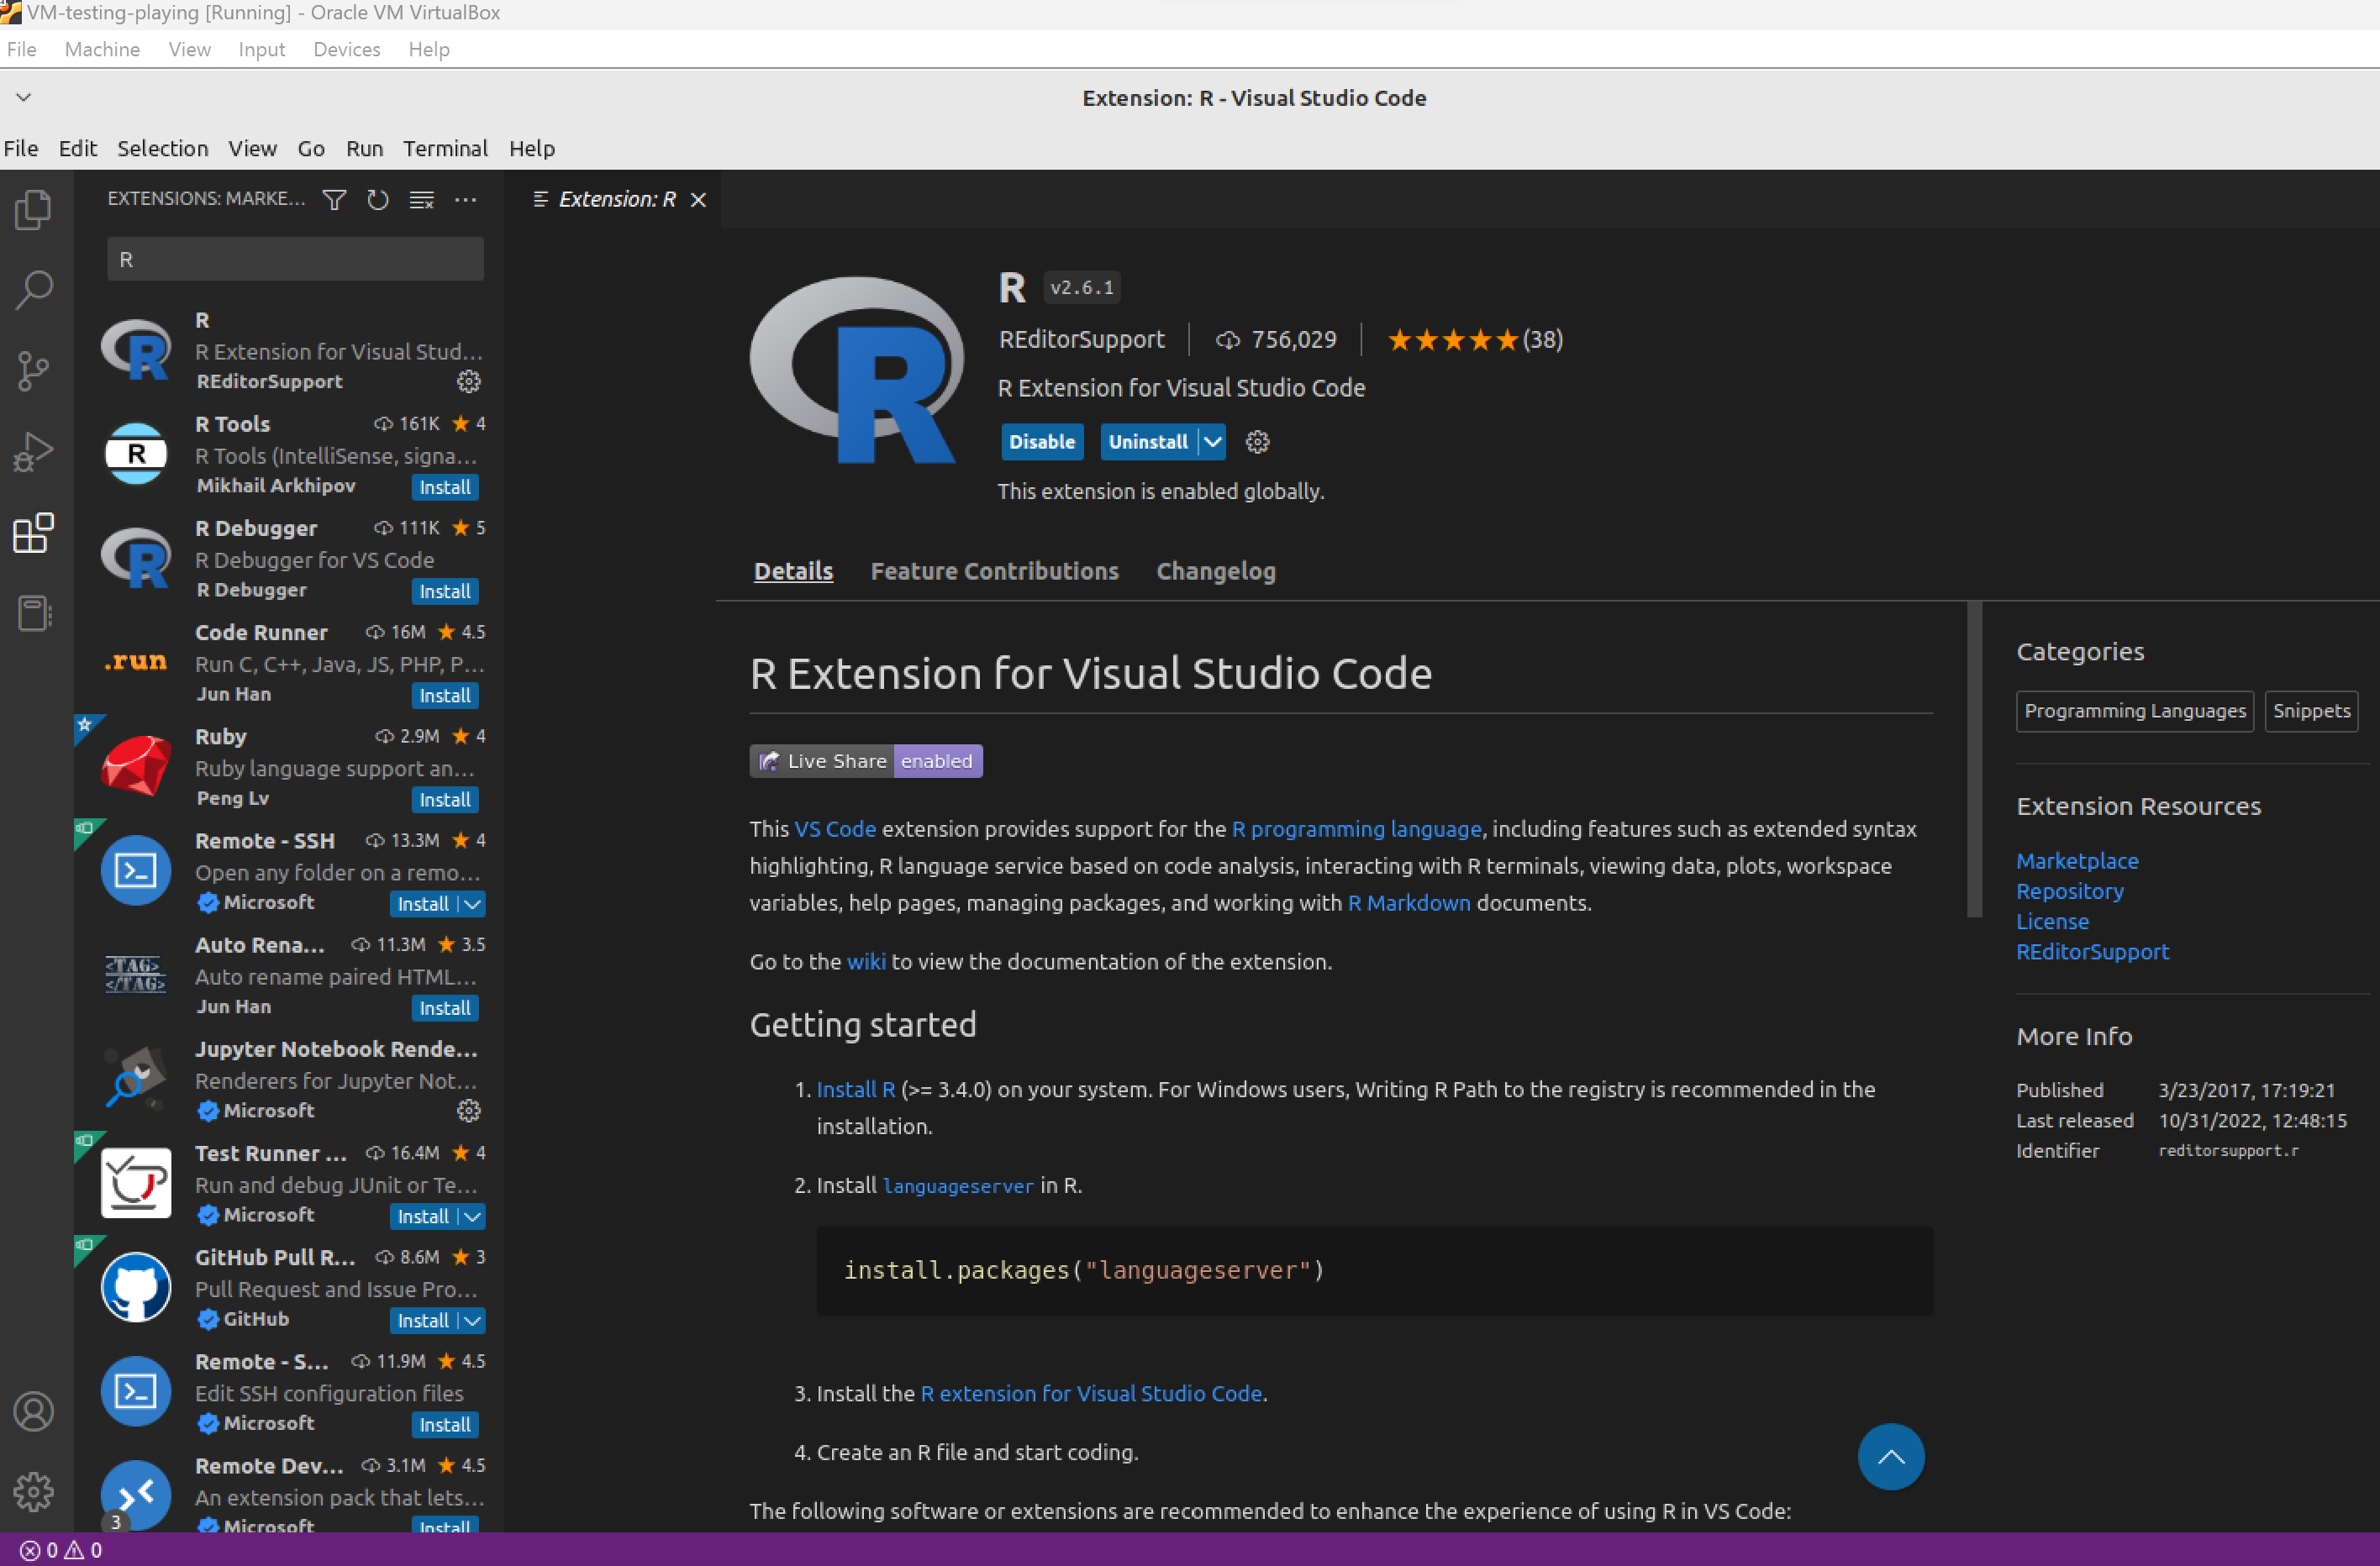 VM-testing-playing [Running] - Oracle VM VirtualBox
File Machine View Input Devices Help
Extension: R - Visual Studio Code
File Edit Selection View Go Run Terminal Help
EXTENSIONS: MARKE...
R
R
R Extension for Visual Stud...
REditorSupport
R Tools 161K 4
R
R Tools (IntelliSense, signa...
Mikhail Arkhipov Install
R Debugger 111K 5
R Debugger for VS Code
R Debugger Install
Code Runner 16M 4.5
.run
Run C, C++, Java, JS, PHP, P...
Jun Han Install
Ruby 2.9M 4
Ruby language support an...
Peng Lv Install
Remote - SSH 13.3M 4
Open any folder on a remo...
Microsoft Install
Auto Rena... 11.3M 3.5
<TAG>
</TAG>
Auto rename paired HTML...
Jun Han Install
Jupyter Notebook Rende...
Renderers for Jupyter Not...
Microsoft
Test Runner ... 16.4M 4
Run and debug JUnit or Te...
Microsoft Install
GitHub Pull R... 8.6M 3
Pull Request and Issue Pro...
GitHub Install
Remote - S... 11.9M 4.5
Edit SSH configuration files
Microsoft Install
Remote Dev... 3.1M 4.5
An extension pack that lets...
3
Microsoft Install
Extension: R
R
R v2.6.1
REditorSupport 756,029 (38)
R Extension for Visual Studio Code
Disable Uninstall
This extension is enabled globally.
Details Feature Contributions Changelog
R Extension for Visual Studio Code
Live Share enabled
This VS Code extension provides support for the R programming language, including features such as extended syntax
highlighting, R language service based on code analysis, interacting with R terminals, viewing data, plots, workspace
variables, help pages, managing packages, and working with R Markdown documents.
Go to the wiki to view the documentation of the extension.
Getting started
1. Install R (>= 3.4.0) on your system. For Windows users, Writing R Path to the registry is recommended in the
installation.
2. Install languageserver in R.
install.packages("languageserver")
3. Install the R extension for Visual Studio Code.
4. Create an R file and start coding.
The following software or extensions are recommended to enhance the experience of using R in VS Code:
Categories
Programming Languages Snippets
Extension Resources
Marketplace
Repository
License
REditorSupport
More Info
Published 3/23/2017, 17:19:21
Last released 10/31/2022, 12:48:15
Identifier reditorsupport.r
0 0